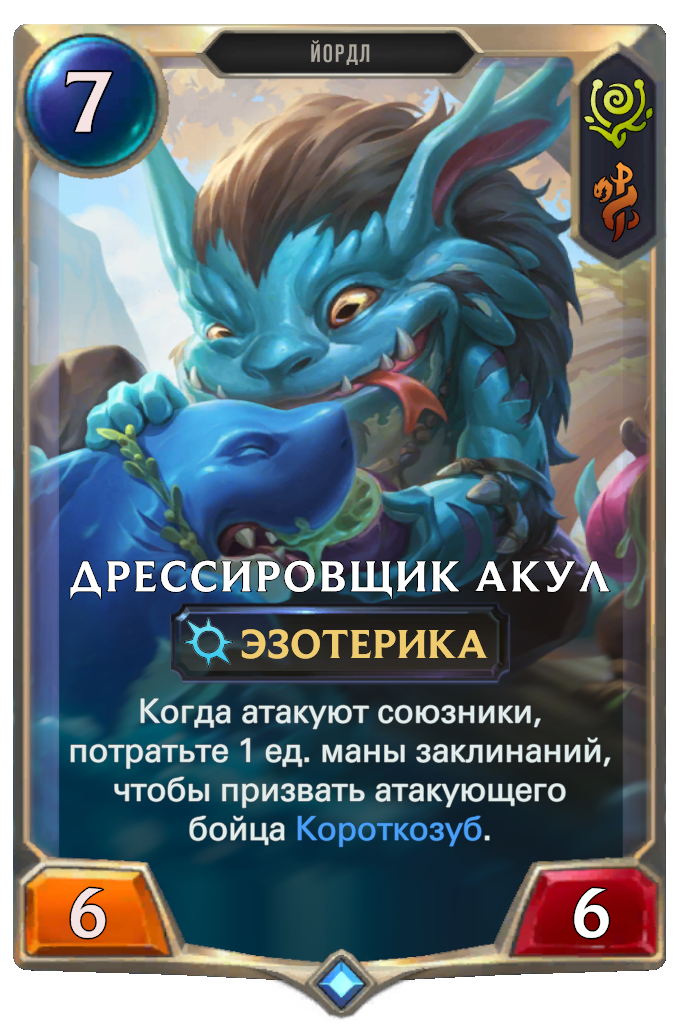 7
ЙОРДЛ
ДРЕССИРОВЩИК АКУЛ
ЭЗОТЕРИКА
Когда атакуют союзники,
потратьте 1 ед. маны заклинаний,
чтобы призвать атакующего
бойца Короткозуб.
6
6